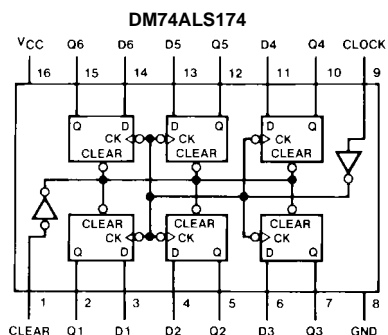 DM74ALS174
VCC Q6 D6 D5 Q5 D4 Q4 CLOCK
16 15 14 13 12 11 10 9
Q D D Q D Q
CK CK CK
CLEAR CLEAR CLEAR
CLEAR CLEAR CLEAR
CK CK CK
Q D D Q D Q
1 2 3 4 5 6 7 8
CLEAR Q1 D1 D2 Q2 D3 Q3 GND